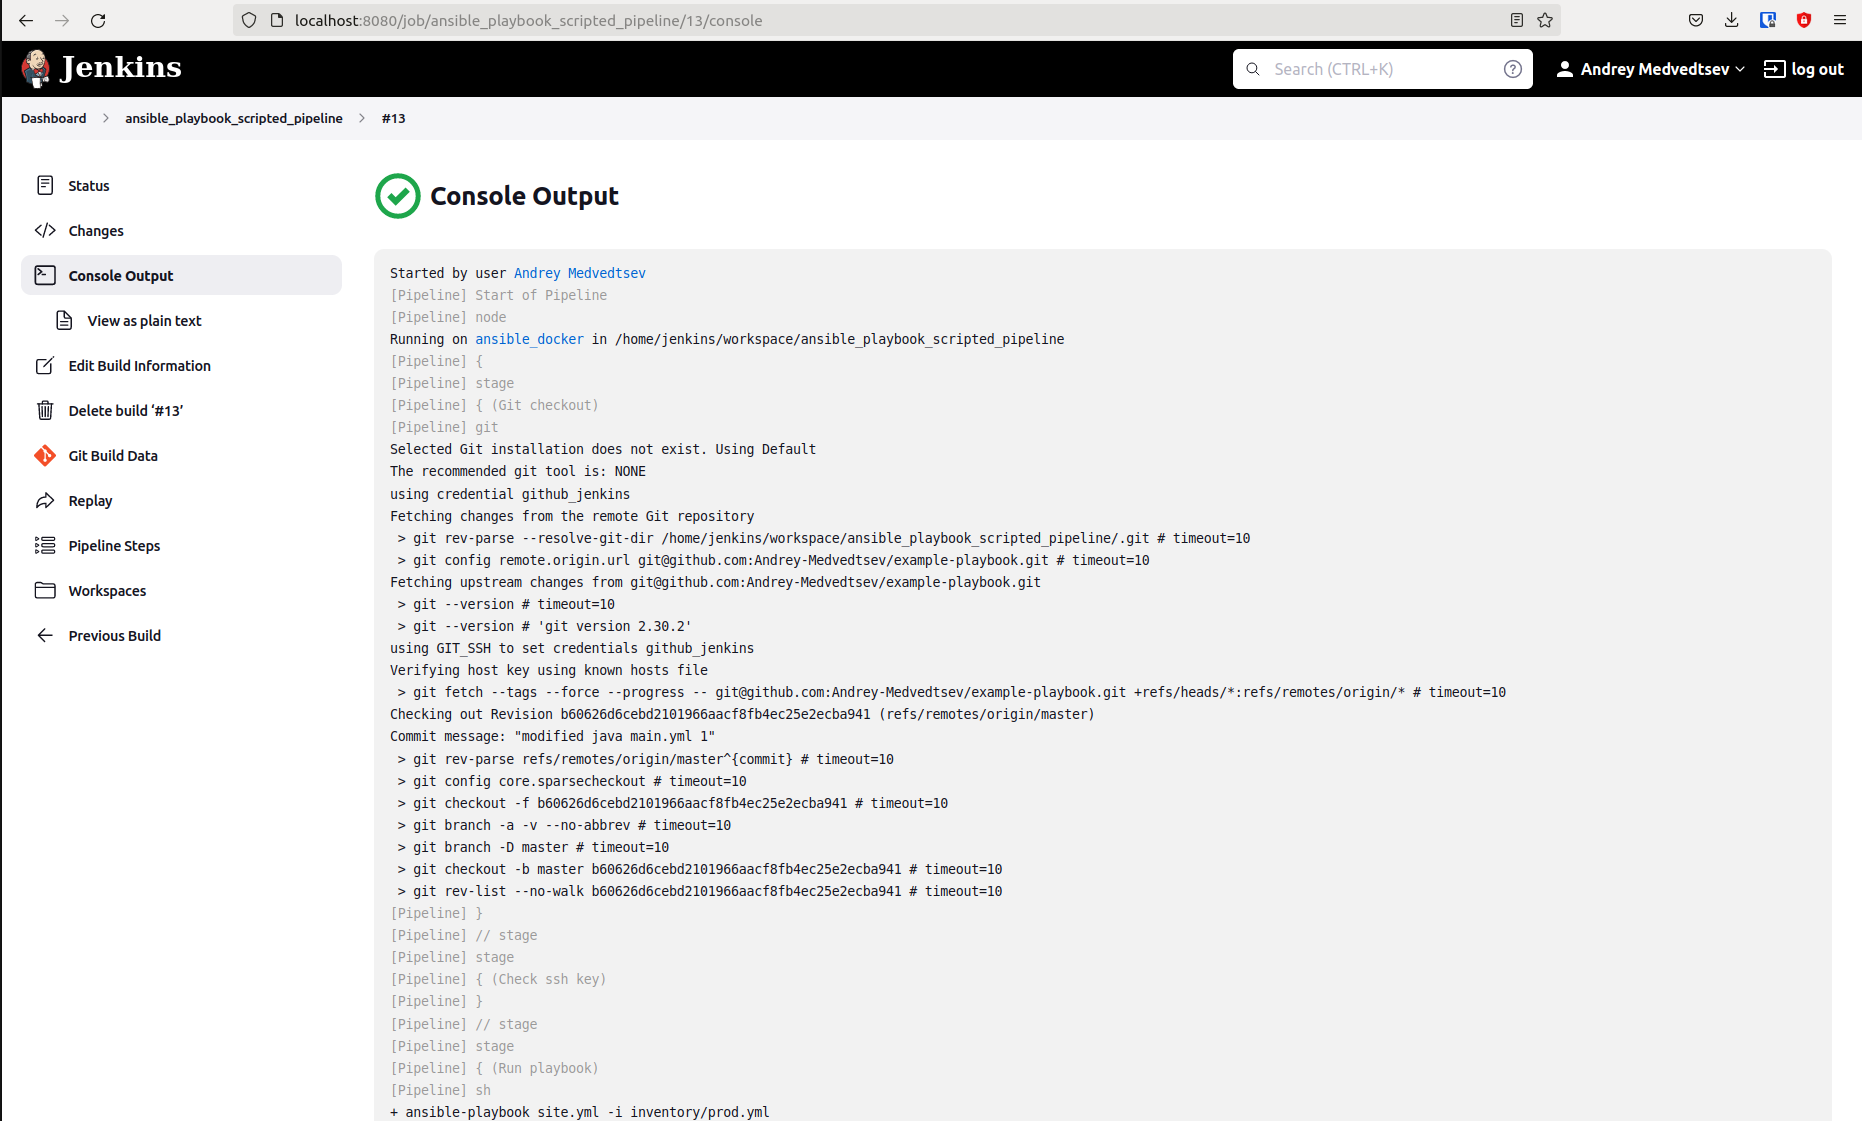 localhost:8080/job/ansible_playbook_scripted_pipeline/13/console
Jenkins
Search (CTRL+K)
Andrey Medvedtsev
log out
Dashboard
ansible_playbook_scripted_pipeline
#13
Status
Changes
Console Output
View as plain text
Edit Build Information
Delete build ‘#13’
Git Build Data
Replay
Pipeline Steps
Workspaces
Previous Build
Console Output
Started by user Andrey Medvedtsev
[Pipeline] Start of Pipeline
[Pipeline] node
Running on ansible_docker in /home/jenkins/workspace/ansible_playbook_scripted_pipeline
[Pipeline] {
[Pipeline] stage
[Pipeline] { (Git checkout)
[Pipeline] git
Selected Git installation does not exist. Using Default
The recommended git tool is: NONE
using credential github_jenkins
Fetching changes from the remote Git repository
> git rev-parse --resolve-git-dir /home/jenkins/workspace/ansible_playbook_scripted_pipeline/.git # timeout=10
> git config remote.origin.url git@github.com:Andrey-Medvedtsev/example-playbook.git # timeout=10
Fetching upstream changes from git@github.com:Andrey-Medvedtsev/example-playbook.git
> git --version # timeout=10
> git --version # 'git version 2.30.2'
using GIT_SSH to set credentials github_jenkins
Verifying host key using known hosts file
> git fetch --tags --force --progress -- git@github.com:Andrey-Medvedtsev/example-playbook.git +refs/heads/*:refs/remotes/origin/* # timeout=10
Checking out Revision b60626d6cebd2101966aacf8fb4ec25e2ecba941 (refs/remotes/origin/master)
Commit message: "modified java main.yml 1"
> git rev-parse refs/remotes/origin/master^{commit} # timeout=10
> git config core.sparsecheckout # timeout=10
> git checkout -f b60626d6cebd2101966aacf8fb4ec25e2ecba941 # timeout=10
> git branch -a -v --no-abbrev # timeout=10
> git branch -D master # timeout=10
> git checkout -b master b60626d6cebd2101966aacf8fb4ec25e2ecba941 # timeout=10
> git rev-list --no-walk b60626d6cebd2101966aacf8fb4ec25e2ecba941 # timeout=10
[Pipeline] }
[Pipeline] // stage
[Pipeline] stage
[Pipeline] { (Check ssh key)
[Pipeline] }
[Pipeline] // stage
[Pipeline] stage
[Pipeline] { (Run playbook)
[Pipeline] sh
+ ansible-playbook site.yml -i inventory/prod.yml